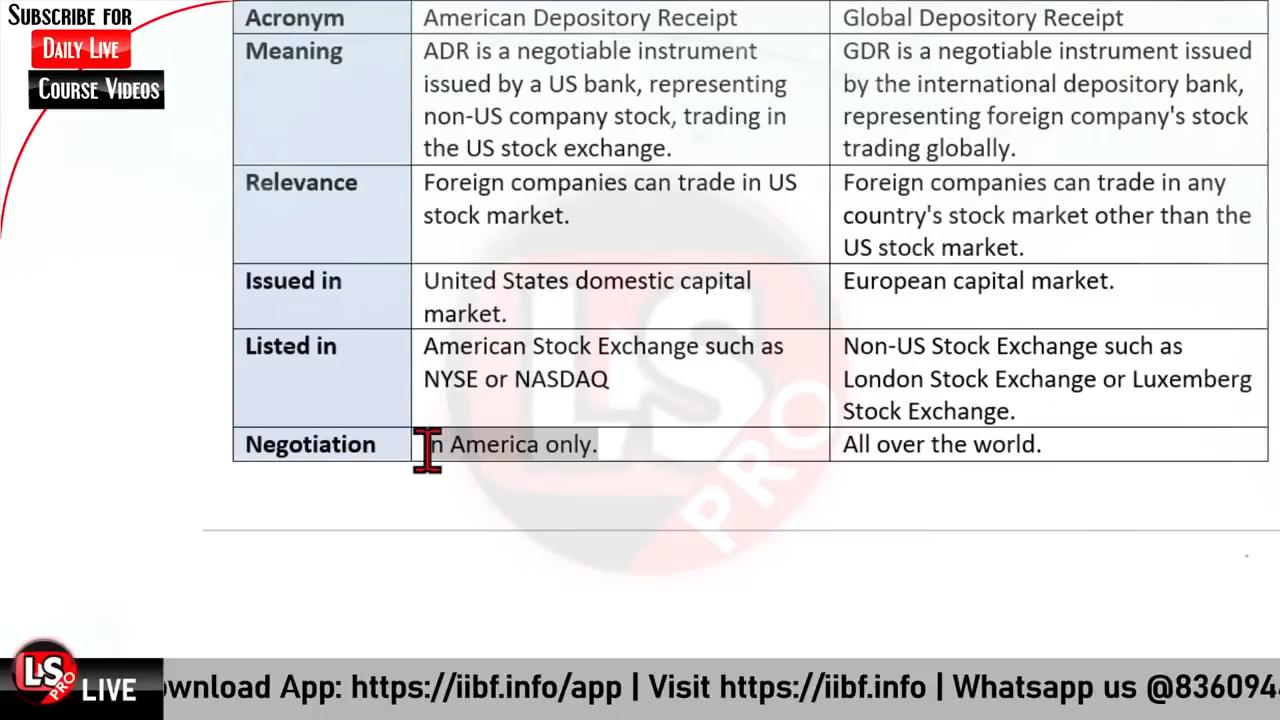 SUBSCRIBE FOR
DAILY LIVE
COURSE VIDEOS
Acronym
American Depository Receipt
Global Depository Receipt
Meaning
ADR is a negotiable instrument
issued by a US bank, representing
non-US company stock, trading in
the US stock exchange.
GDR is a negotiable instrument issued
by the international depository bank,
representing foreign company's stock
trading globally.
Relevance
Foreign companies can trade in US
stock market.
Foreign companies can trade in any
country's stock market other than the
US stock market.
Issued in
United States domestic capital
market.
European capital market.
Listed in
American Stock Exchange such as
NYSE or NASDAQ
Non-US Stock Exchange such as
London Stock Exchange or Luxemberg
Stock Exchange.
Negotiation
In America only.
All over the world.
LS
PRO
LS
PRO
LIVE
ownload App: https://iibf.info/app | Visit https://iibf.info | Whatsapp us @836094